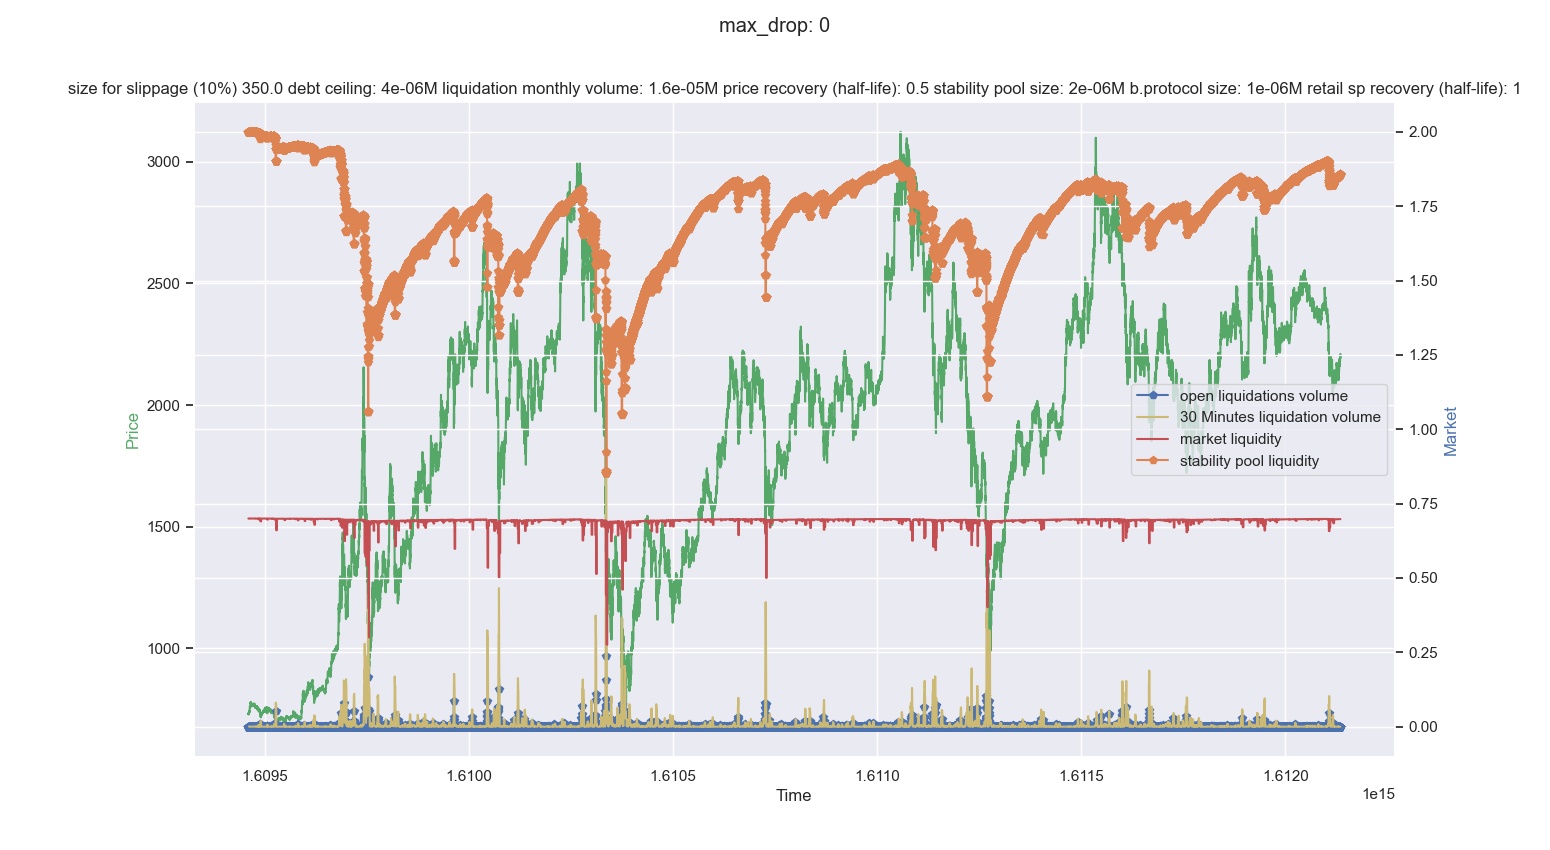 max_drop: 0
size for slippage (10%) 350.0 debt ceiling: 4e-06M liquidation monthly volume: 1.6e-05M price recovery (half-life): 0.5 stability pool size: 2e-06M b.protocol size: 1e-06M retail sp recovery (half-life): 1
3000
2500
2000
1500
1000
Price
2.00
1.75
1.50
1.25
1.00
0.75
0.50
0.25
0.00
Market
open liquidations volume
30 Minutes liquidation volume
market liquidity
stability pool liquidity
1.6095
1.6100
1.6105
1.6110
1.6115
1.6120
Time
1e15